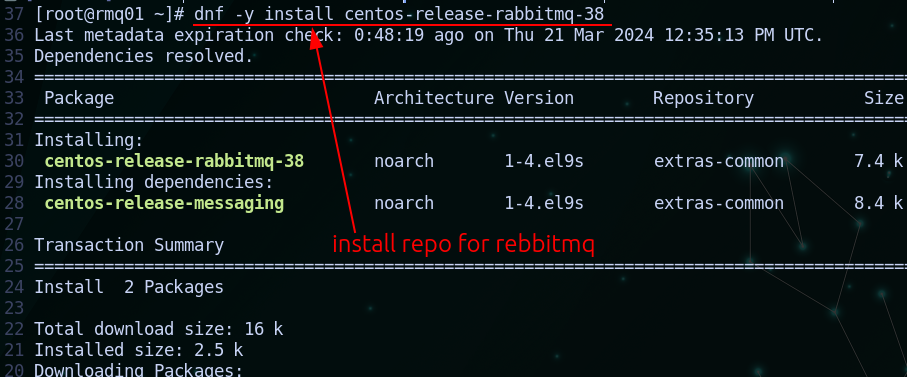 37 [root@rmq01 ~]# dnf -y install centos-release-rabbitmq-38
36 Last metadata expiration check: 0:48:19 ago on Thu 21 Mar 2024 12:35:13 PM UTC.
35 Dependencies resolved.
34 ================================================================================
33  Package                          Architecture Version        Repository           Size
32 ================================================================================
31 Installing:
30  centos-release-rabbitmq-38       noarch       1-4.el9s       extras-common       7.4 k
29 Installing dependencies:
28  centos-release-messaging         noarch       1-4.el9s       extras-common       8.4 k
27
26 Transaction Summary
install repo for rebbitmq
25 ================================================================================
24 Install  2 Packages
23
22 Total download size: 16 k
21 Installed size: 2.5 k
20 Downloading Packages: